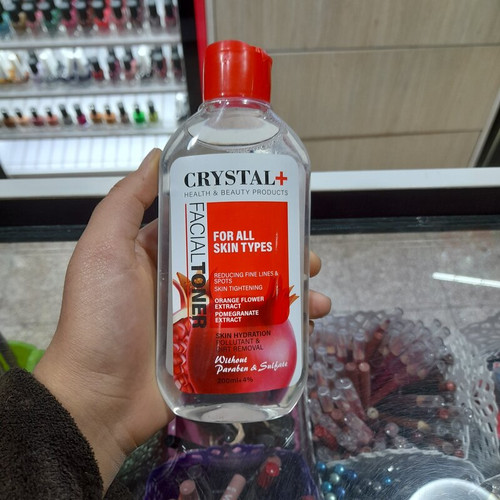 CRYSTAL+
HEALTH & BEAUTY PRODUCTS
FACIAL TONER
FOR ALL
SKIN TYPES
REDUCING FINE LINES &
SPOTS
SKIN TIGHTENING
ORANGE FLOWER
EXTRACT
POMEGRANATE
EXTRACT
SKIN HYDRATION
POLLUTANT &
REMOVAL
Without
Paraben & Sulfate